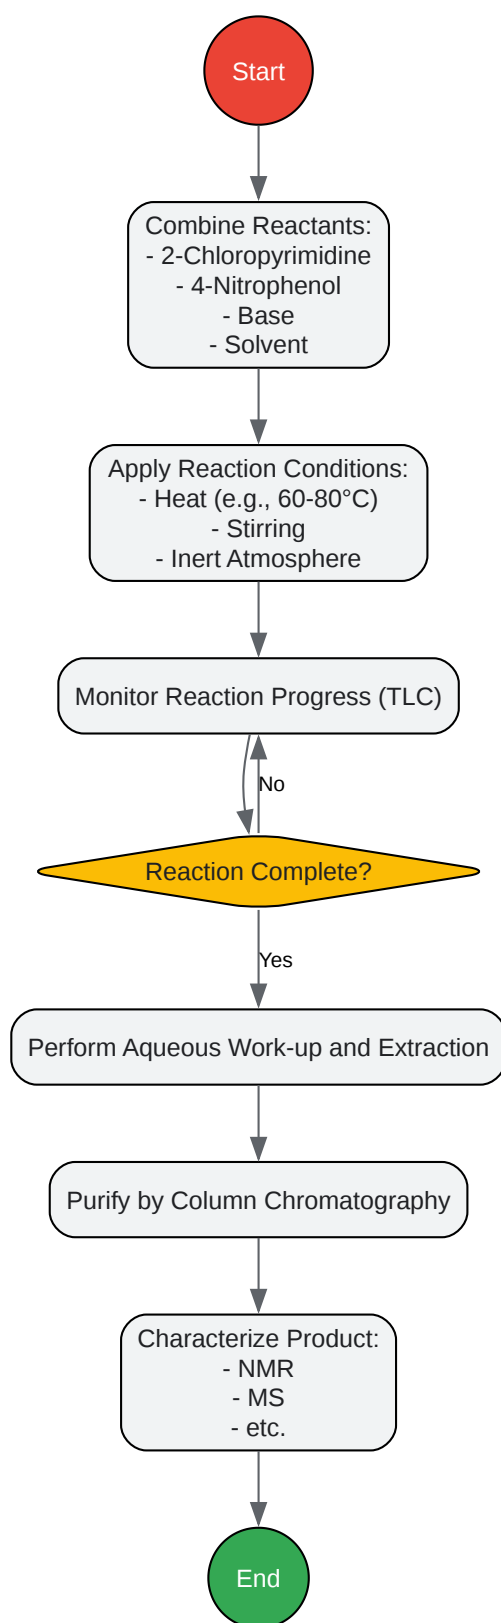 Start
Combine Reactants:
- 2-Chloropyrimidine
- 4-Nitrophenol
- Base
- Solvent
Apply Reaction Conditions:
- Heat (e.g., 60-80°C)
- Stirring
- Inert Atmosphere
Monitor Reaction Progress (TLC)
No
Reaction Complete?
Yes
Perform Aqueous Work-up and Extraction
Purify by Column Chromatography
Characterize Product:
- NMR
- MS
- etc.
End